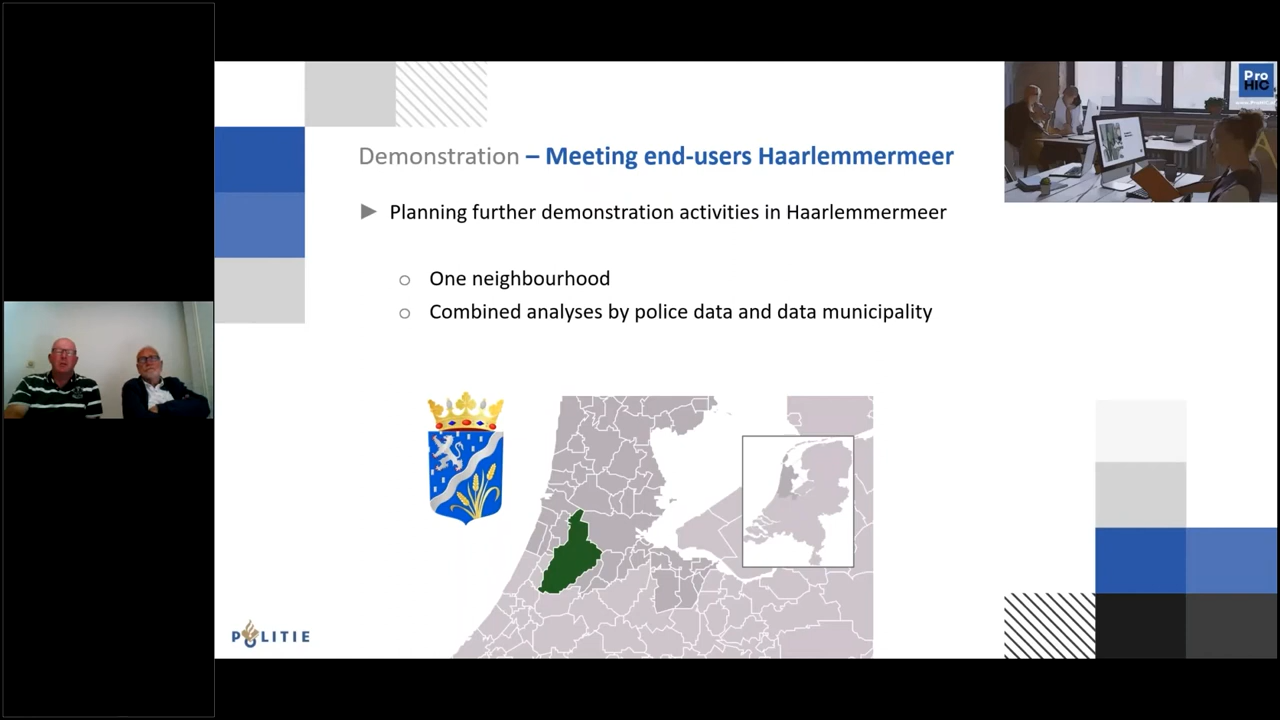 Pro
HIC
Demonstration – Meeting end-users Haarlemmermeer
Planning further demonstration activities in Haarlemmermeer
One neighbourhood
Combined analyses by police data and data municipality
POLITIE